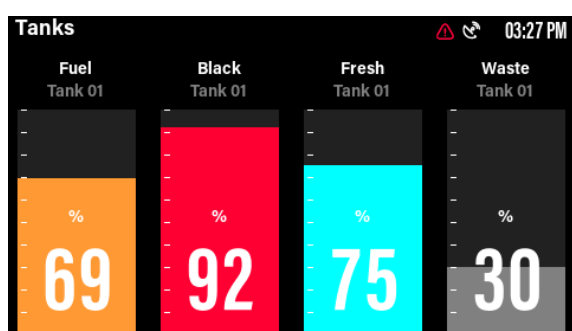 Tanks 03:27 PM
Fuel Black Fresh Waste
Tank 01 Tank 01 Tank 01 Tank 01
% % % %
69 92 75 30